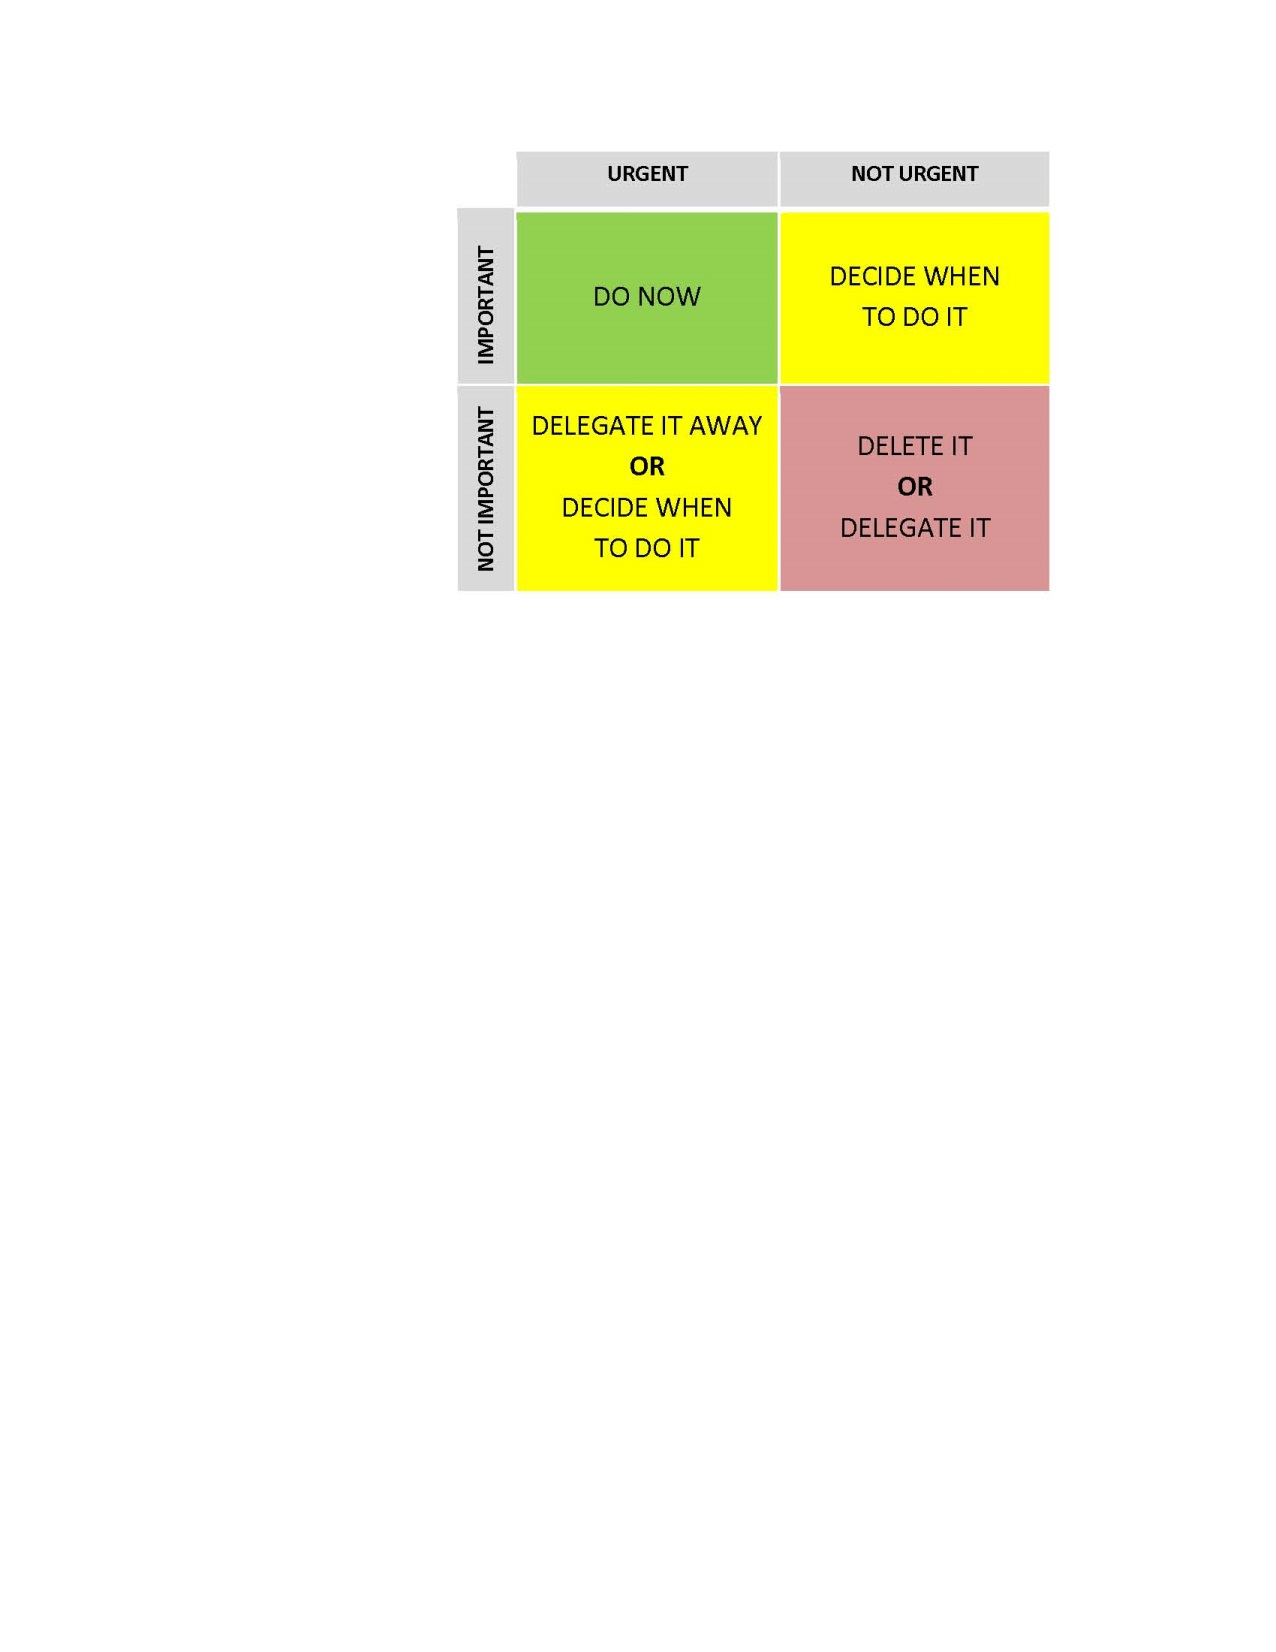 URGENT
NOT URGENT
IMPORTANT
DO NOW
DECIDE WHEN
TO DO IT
NOT IMPORTANT
DELEGATE IT AWAY
OR
DECIDE WHEN
TO DO IT
DELETE IT
OR
DELEGATE IT